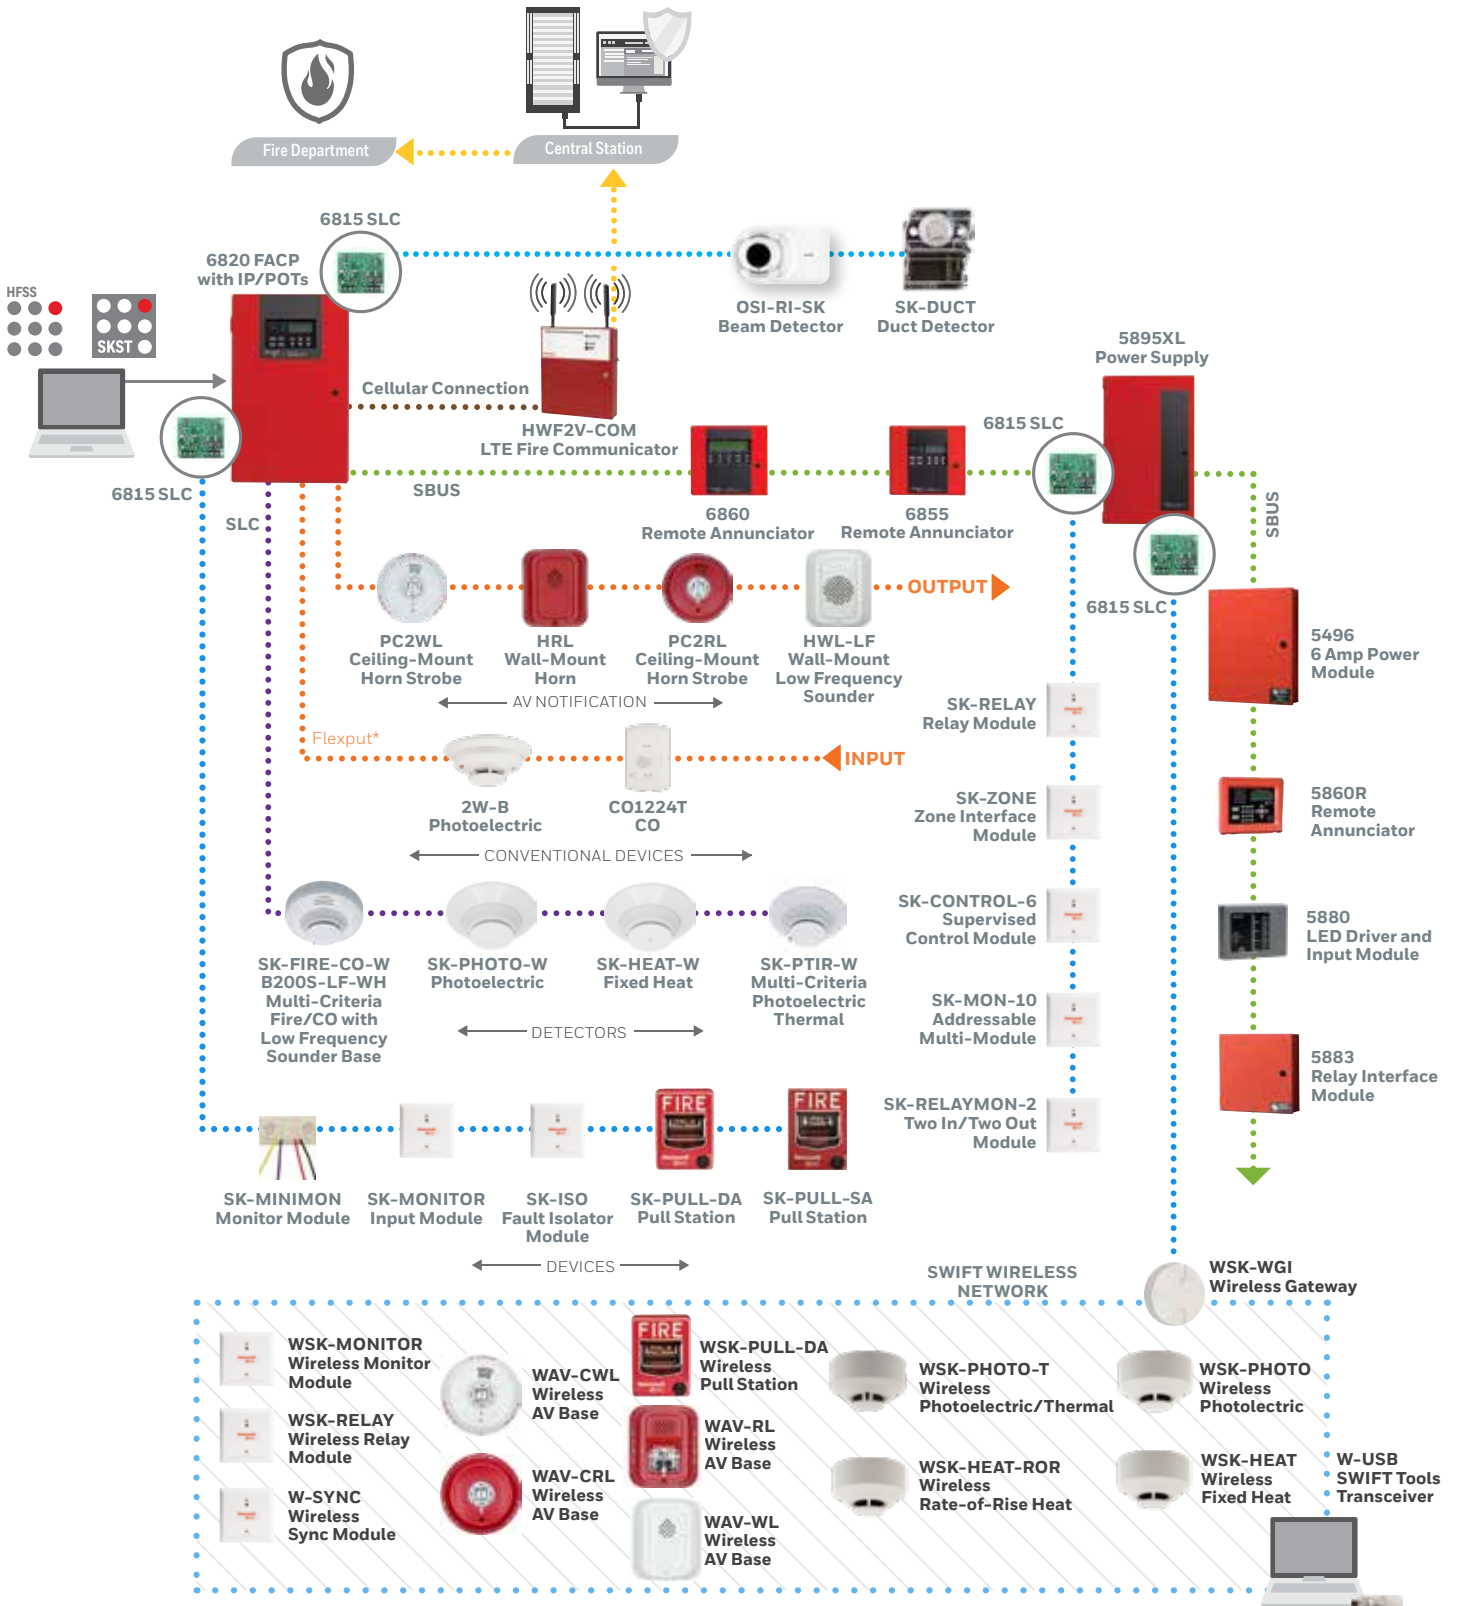 Fire Department
Central Station
6815 SLC
6820 FACP
with IP/POTs
HFSS
SKST
OSI-RI-SK
Beam Detector
SK-DUCT
Duct Detector
5895XL
Power Supply
Cellular Connection
HWF2V-COM
LTE Fire Communicator
6815 SLC
6815 SLC
SBUS
SLC
6860
Remote Annunciator
6855
Remote Annunciator
SBUS
OUTPUT
6815 SLC
PC2WL
Ceiling-Mount
Horn Strobe
HRL
Wall-Mount
Horn
PC2RL
Ceiling-Mount
Horn Strobe
HWL-LF
Wall-Mount
Low Frequency
Sounder
AV NOTIFICATION
5496
6 Amp Power
Module
SK-RELAY
Relay Module
Flexput*
INPUT
2W-B
Photoelectric
CO1224T
CO
CONVENTIONAL DEVICES
SK-ZONE
Zone Interface
Module
5860R
Remote
Annunciator
SK-CONTROL-6
Supervised
Control Module
5880
LED Driver and
Input Module
SK-FIRE-CO-W
B200S-LF-WH
Multi-Criteria
Fire/CO with
Low Frequency
Sounder Base
SK-PHOTO-W
Photoelectric
SK-HEAT-W
Fixed Heat
SK-PTIR-W
Multi-Criteria
Photoelectric
Thermal
DETECTORS
SK-MON-10
Addressable
Multi-Module
5883
Relay Interface
Module
SK-RELAYMON-2
Two In/Two Out
Module
FIRE
FIRE
SK-MINIMON
Monitor Module
SK-MONITOR
Input Module
SK-ISO
Fault Isolator
Module
SK-PULL-DA
Pull Station
SK-PULL-SA
Pull Station
DEVICES
SWIFT WIRELESS
NETWORK
WSK-WGI
Wireless Gateway
WSK-MONITOR
Wireless Monitor
Module
WSK-RELAY
Wireless Relay
Module
W-SYNC
Wireless
Sync Module
WAV-CWL
Wireless
AV Base
WAV-CRL
Wireless
AV Base
FIRE
WSK-PULL-DA
Wireless
Pull Station
WAV-RL
Wireless
AV Base
WAV-WL
Wireless
AV Base
WSK-PHOTO-T
Wireless
Photoelectric/Thermal
WSK-HEAT-ROR
Wireless
Rate-of-Rise Heat
WSK-PHOTO
Wireless
Photolectric
WSK-HEAT
Wireless
Fixed Heat
W-USB
SWIFT Tools
Transceiver